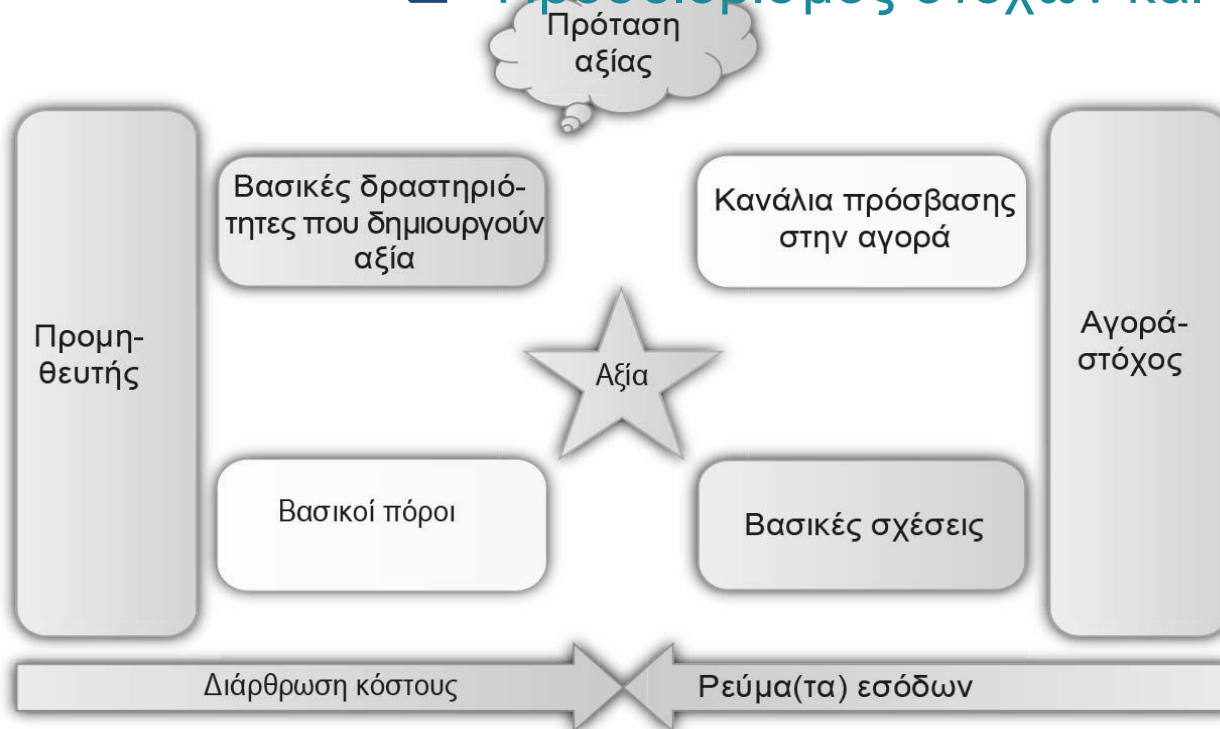 Πρόταση
αξίας
Βασικές δραστηριό-
τητες που δημιουργούν
αξία
Κανάλια πρόσβασης
στην αγορά
Προμη-
θευτής
Αξία
Αγορά-
στόχος
Βασικοί πόροι
Βασικές σχέσεις
Διάρθρωση κόστους
Ρεύμα(τα) εσόδων